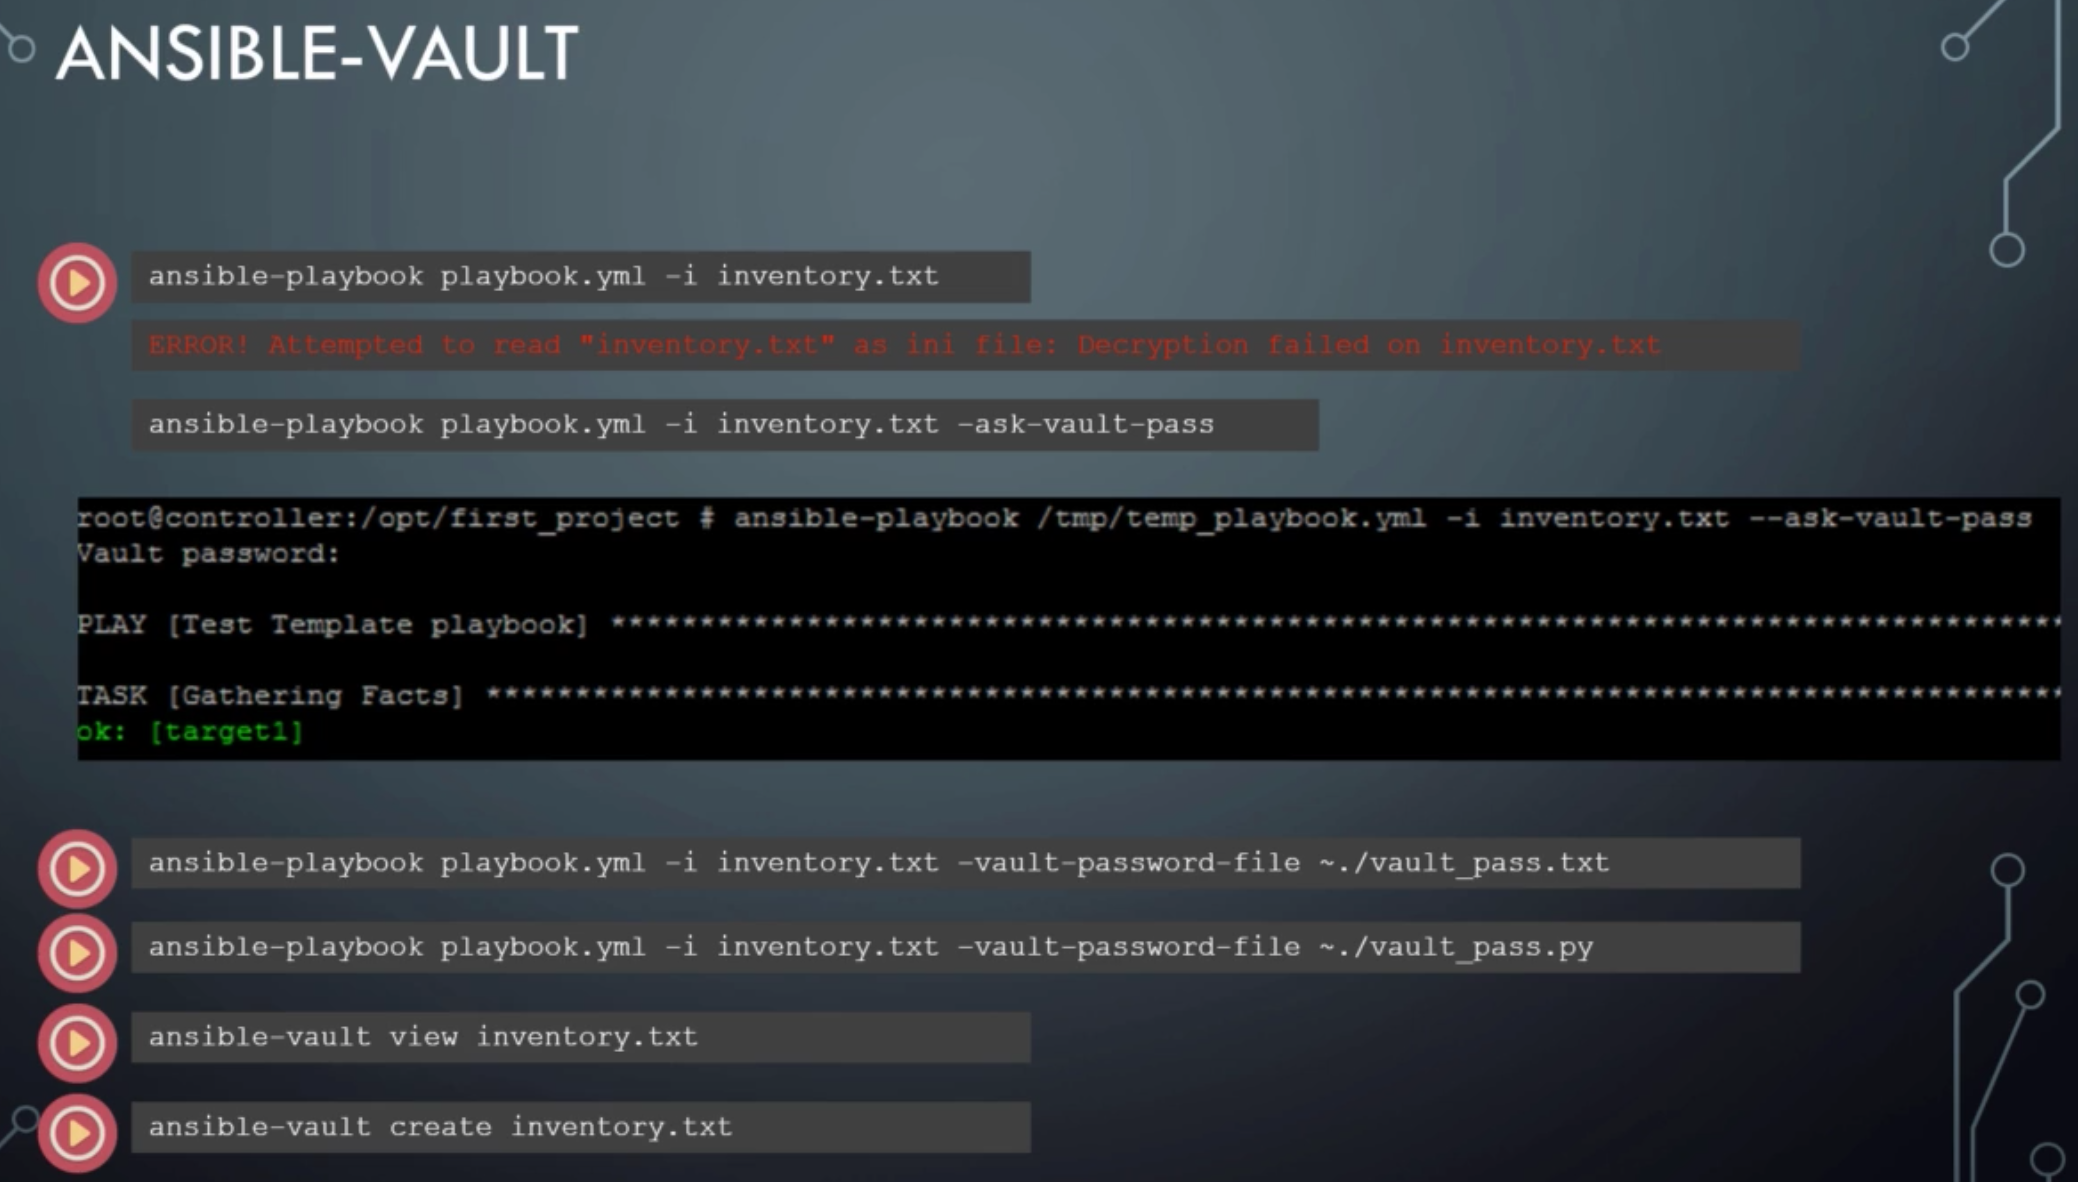 ANSIBLE-VAULT
ansible-playbook playbook.yml -i inventory.txt
ERROR! Attempted to read "inventory.txt" as ini file: Decryption failed on inventory.txt
ansible-playbook playbook.yml -i inventory.txt -ask-vault-pass
root@controller:/opt/first_project # ansible-playbook /tmp/temp_playbook.yml -i inventory.txt --ask-vault-pass
Vault password:
PLAY [Test Template playbook] **********************************************************************************
TASK [Gathering Facts] *****************************************************************************************
ok: [target1]
ansible-playbook playbook.yml -i inventory.txt -vault-password-file ~./vault_pass.txt
ansible-playbook playbook.yml -i inventory.txt -vault-password-file ~./vault_pass.py
ansible-vault view inventory.txt
ansible-vault create inventory.txt